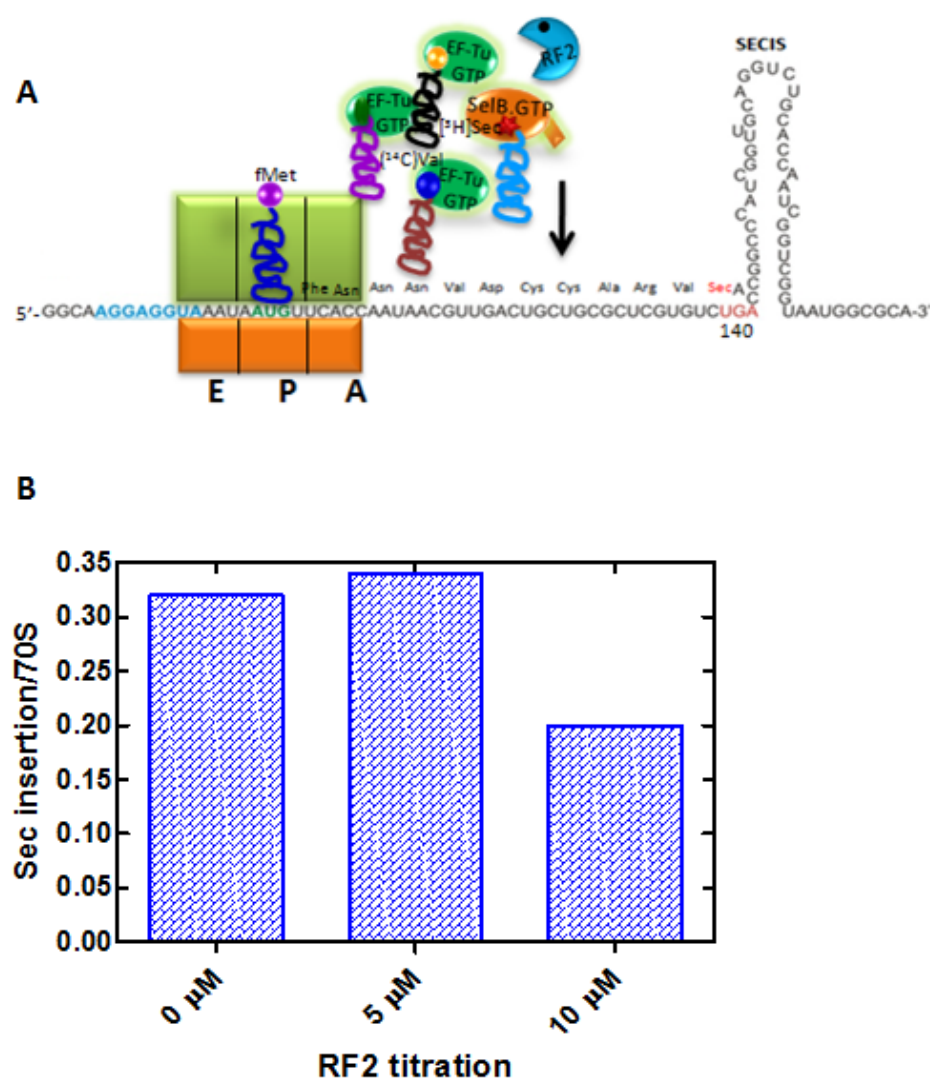 A
SECIS
EF-Tu
GTP
RF2
EF-Tu
GTP
SelB.GTP
[³H]Sec
(¹⁴C)Val
fMet
EF-Tu
GTP
Phe Asn Asn Asn Val Asp Cys Cys Ala Arg Val Sec
5'-GGCAAGGAGGUAAAUAAUGUUCACCAAUAACGUUGACUGCUGCGCUCGUGUCUGA UAAUGGCGCA-3'
140
E P A
B
Sec insertion/70S
0.35
0.30
0.25
0.20
0.15
0.10
0.05
0.00
0 µM
5 µM
10 µM
RF2 titration